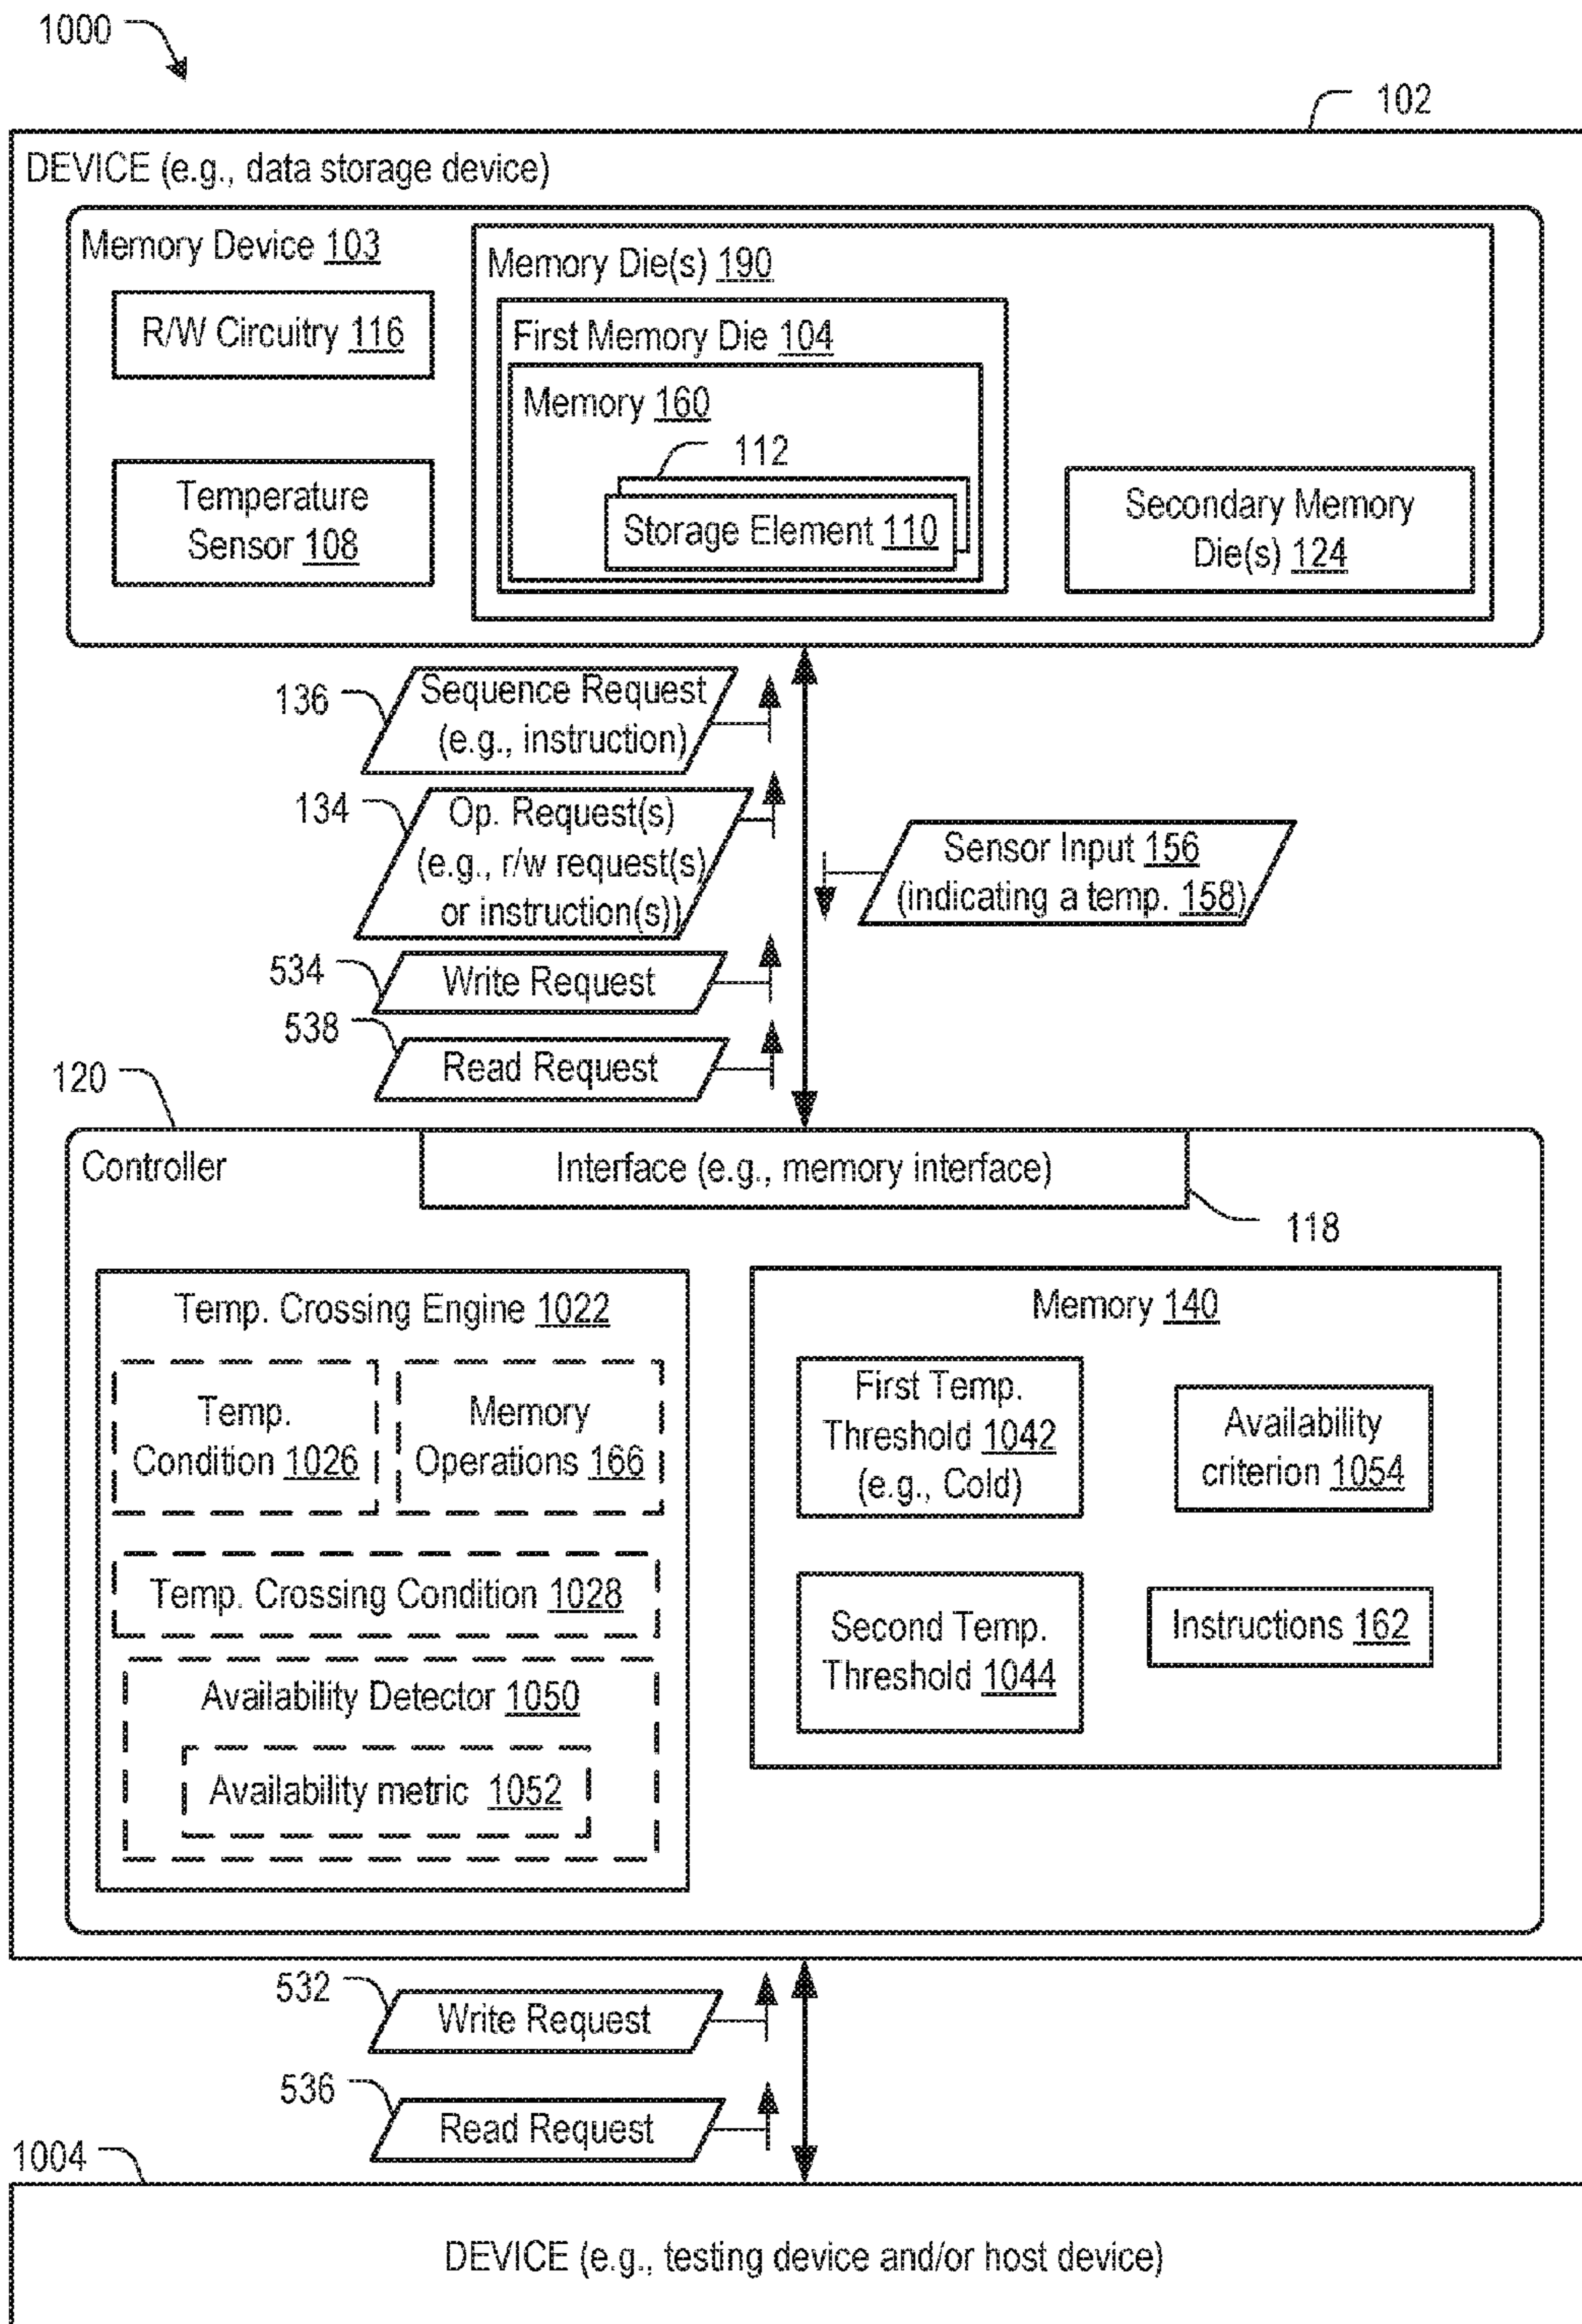 1000
102
DEVICE (e.g., data storage device)
Memory Device 103
R/W Circuitry 116
Temperature
Sensor 108
Memory Die(s) 190
First Memory Die 104
Memory 160
112
Storage Element 110
Secondary Memory
Die(s) 124
136
Sequence Request
(e.g., instruction)
134
Op. Request(s)
(e.g., r/w request(s)
or instruction(s))
Sensor Input 156
(indicating a temp. 158)
534
Write Request
538
Read Request
120
Controller
Interface (e.g., memory interface)
118
Temp. Crossing Engine 1022
Temp.
Condition 1026
Memory
Operations 166
Temp. Crossing Condition 1028
Availability Detector 1050
Availability metric 1052
Memory 140
First Temp.
Threshold 1042
(e.g., Cold)
Availability
criterion 1054
Second Temp.
Threshold 1044
Instructions 162
532
Write Request
536
Read Request
1004
DEVICE (e.g., testing device and/or host device)